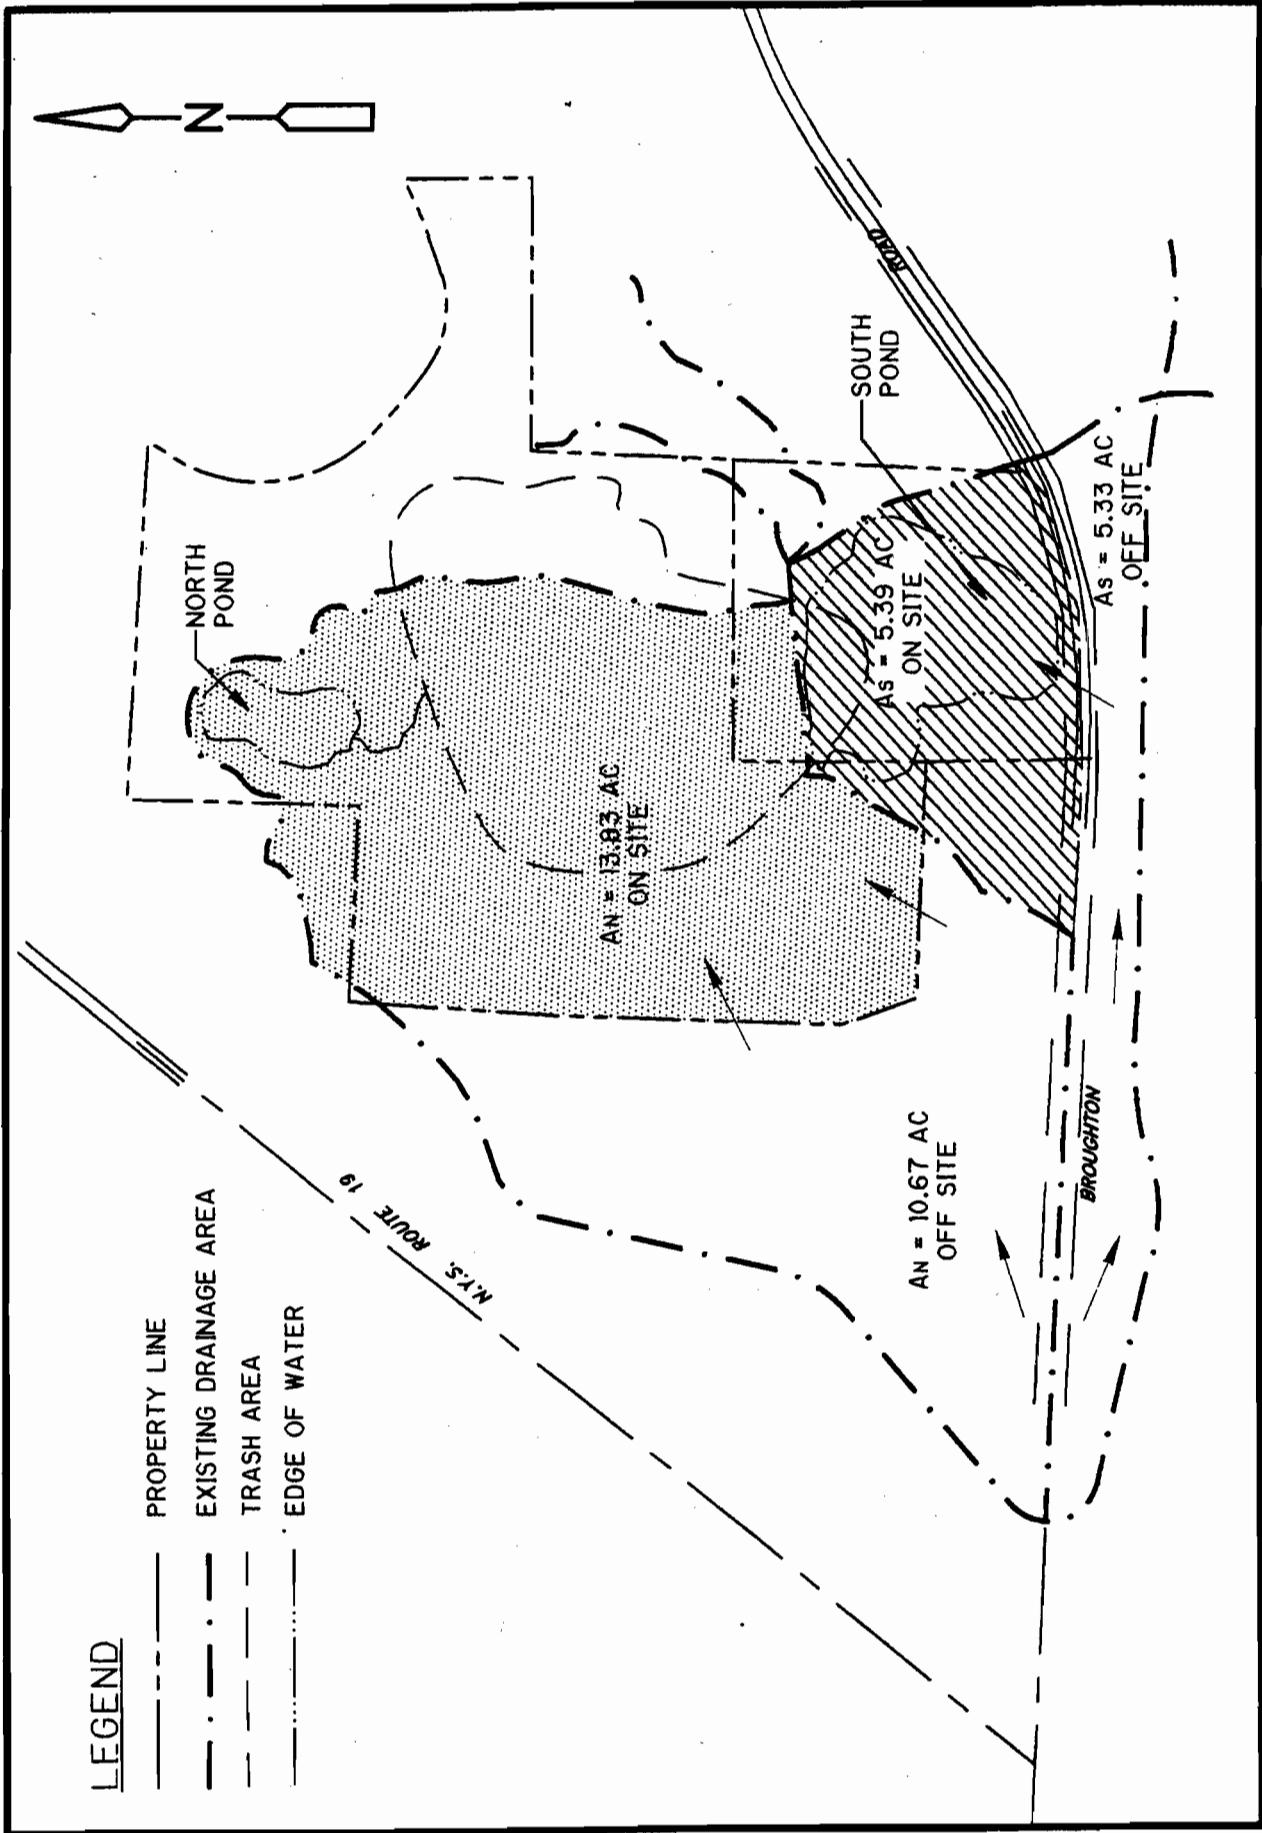 LEGEND
PROPERTY LINE
EXISTING DRAINAGE AREA
TRASH AREA
EDGE OF WATER
N
N.Y.S. ROUTE 19
NORTH
POND
AN = 13.83 AC
ON SITE
SOUTH
POND
AS = 5.39 AC
ON SITE
AN = 10.67 AC
OFF SITE
AS = 5.33 AC
OFF SITE
BROUGHTON
ROAD